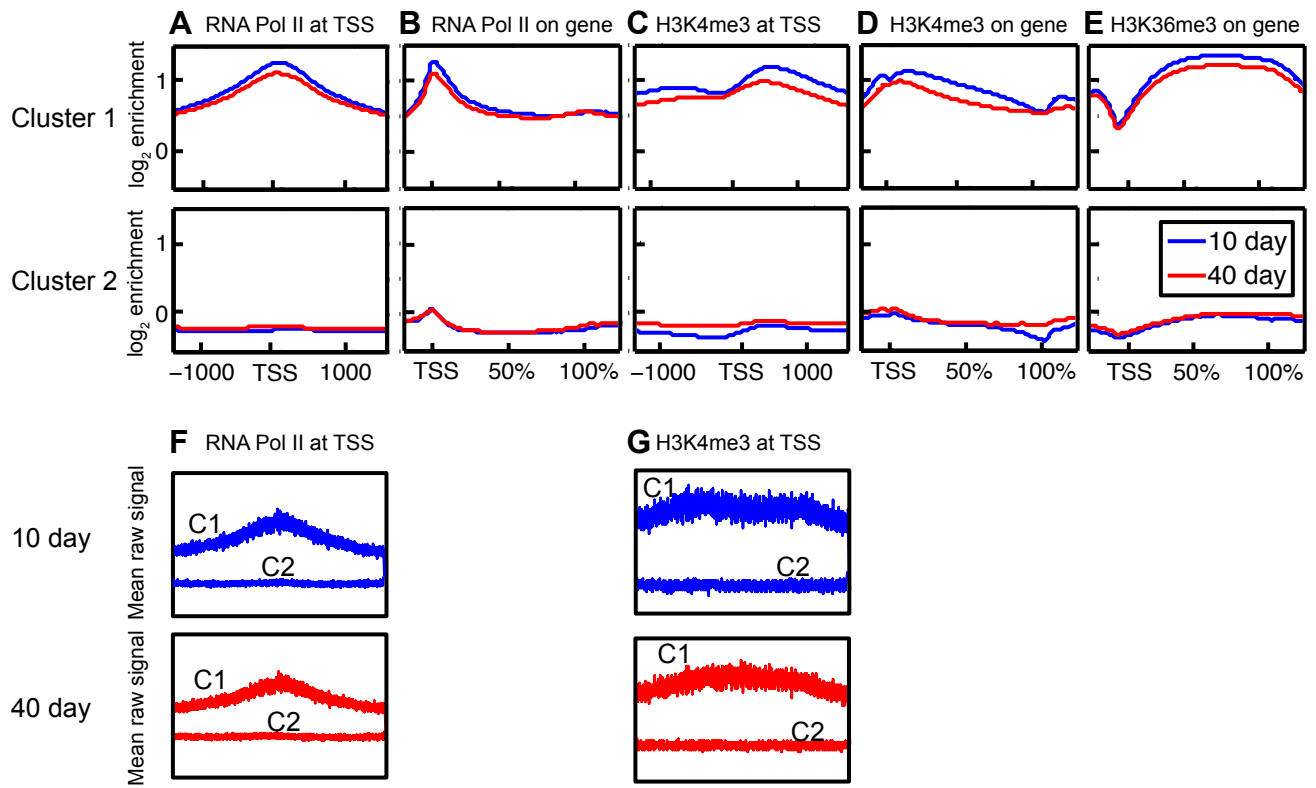 A RNA Pol II at TSS
B RNA Pol II on gene
C H3K4me3 at TSS
D H3K4me3 on gene
E H3K36me3 on gene
Cluster 1
log2 enrichment
1
0
Cluster 2
log2 enrichment
1
0
10 day
40 day
−1000 TSS 1000
TSS 50% 100%
−1000 TSS 1000
TSS 50% 100%
TSS 50% 100%
F RNA Pol II at TSS
G H3K4me3 at TSS
10 day
Mean raw signal
C1
C2
C1
C2
40 day
Mean raw signal
C1
C2
C1
C2